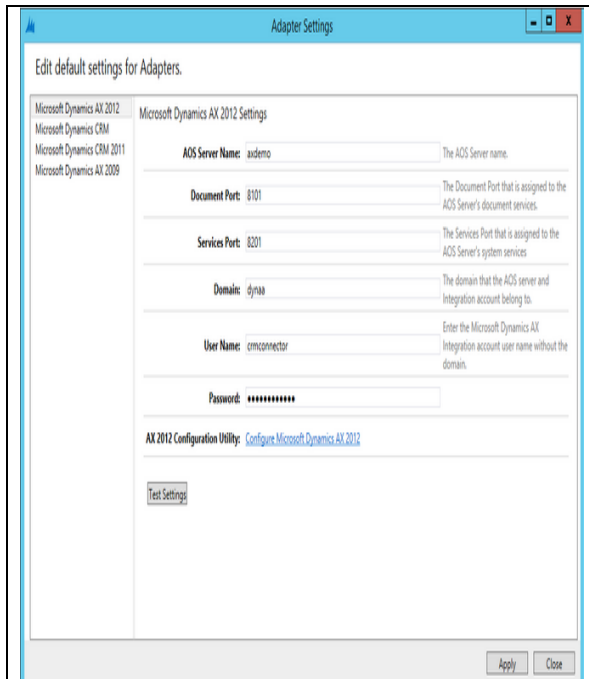 Adapter Settings
Edit default settings for Adapters.
Microsoft Dynamics AX 2012
Microsoft Dynamics CRM
Microsoft Dynamics CRM 2011
Microsoft Dynamics AX 2009
Microsoft Dynamics AX 2012 Settings
AOS Server Name: axdemo The AOS Server name.
Document Port: 8101 The Document Port that is assigned to the
AOS Server's document services.
Services Port: 8201 The Services Port that is assigned to the
AOS Server's system services
Domain: dynaa The domain that the AOS server and
Integration account belong to.
Enter the Microsoft Dynamics AX
User Name: crmconnector Integration account user name without the
domain.
Password: ••••••••••••
AX 2012 Configuration Utility: Configure Microsoft Dynamics AX 2012
Test Settings
Apply Close